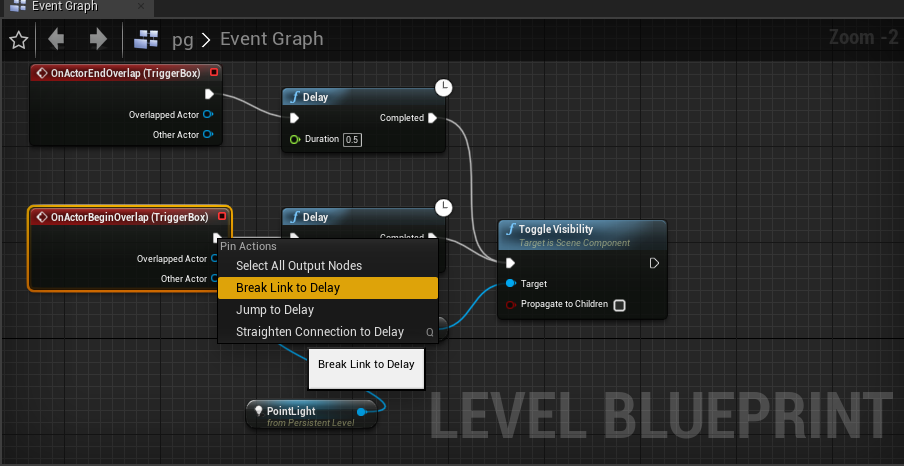 Event Graph
pg > Event Graph
Zoom -2
OnActorEndOverlap (TriggerBox)
Overlapped Actor
Other Actor
f Delay
Completed
Duration 0.5
OnActorBeginOverlap (TriggerBox)
Overlapped Actor
Other Actor
f Delay
Completed
Pin Actions
Select All Output Nodes
Break Link to Delay
Jump to Delay
Straighten Connection to Delay Q
Break Link to Delay
f Toggle Visibility
Target is Scene Component
Target
Propagate to Children
PointLight
from Persistent Level
LEVEL BLUEPRINT